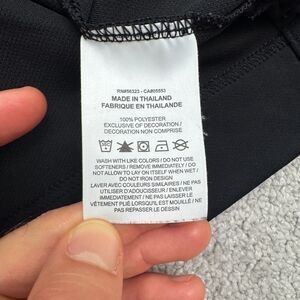 RN#56323 - CA#05553
MADE IN THAILAND
FABRIQUE EN THAILANDE
100% POLYESTER
EXCLUSIVE OF DECORATION /
DECORATION NON COMPRISE
WASH WITH LIKE COLORS / DO NOT USE
SOFTENERS / REMOVE IMMEDIATELY / DO
NOT ALLOW TO LAY ON ITSELF WHEN WET /
DO NOT IRON DESIGN
LAVER AVEC COULEURS SIMILAIRES / NE
PAS UTILISER D'ADOUCISSEUR / ENLEVER
IMMEDIATEMENT / NE PAS LAISSER LE
VÊTEMENT PLIÉ LORSQU'IL EST MOUILLÉ / NE
PAS REPASSER LE DESSIN